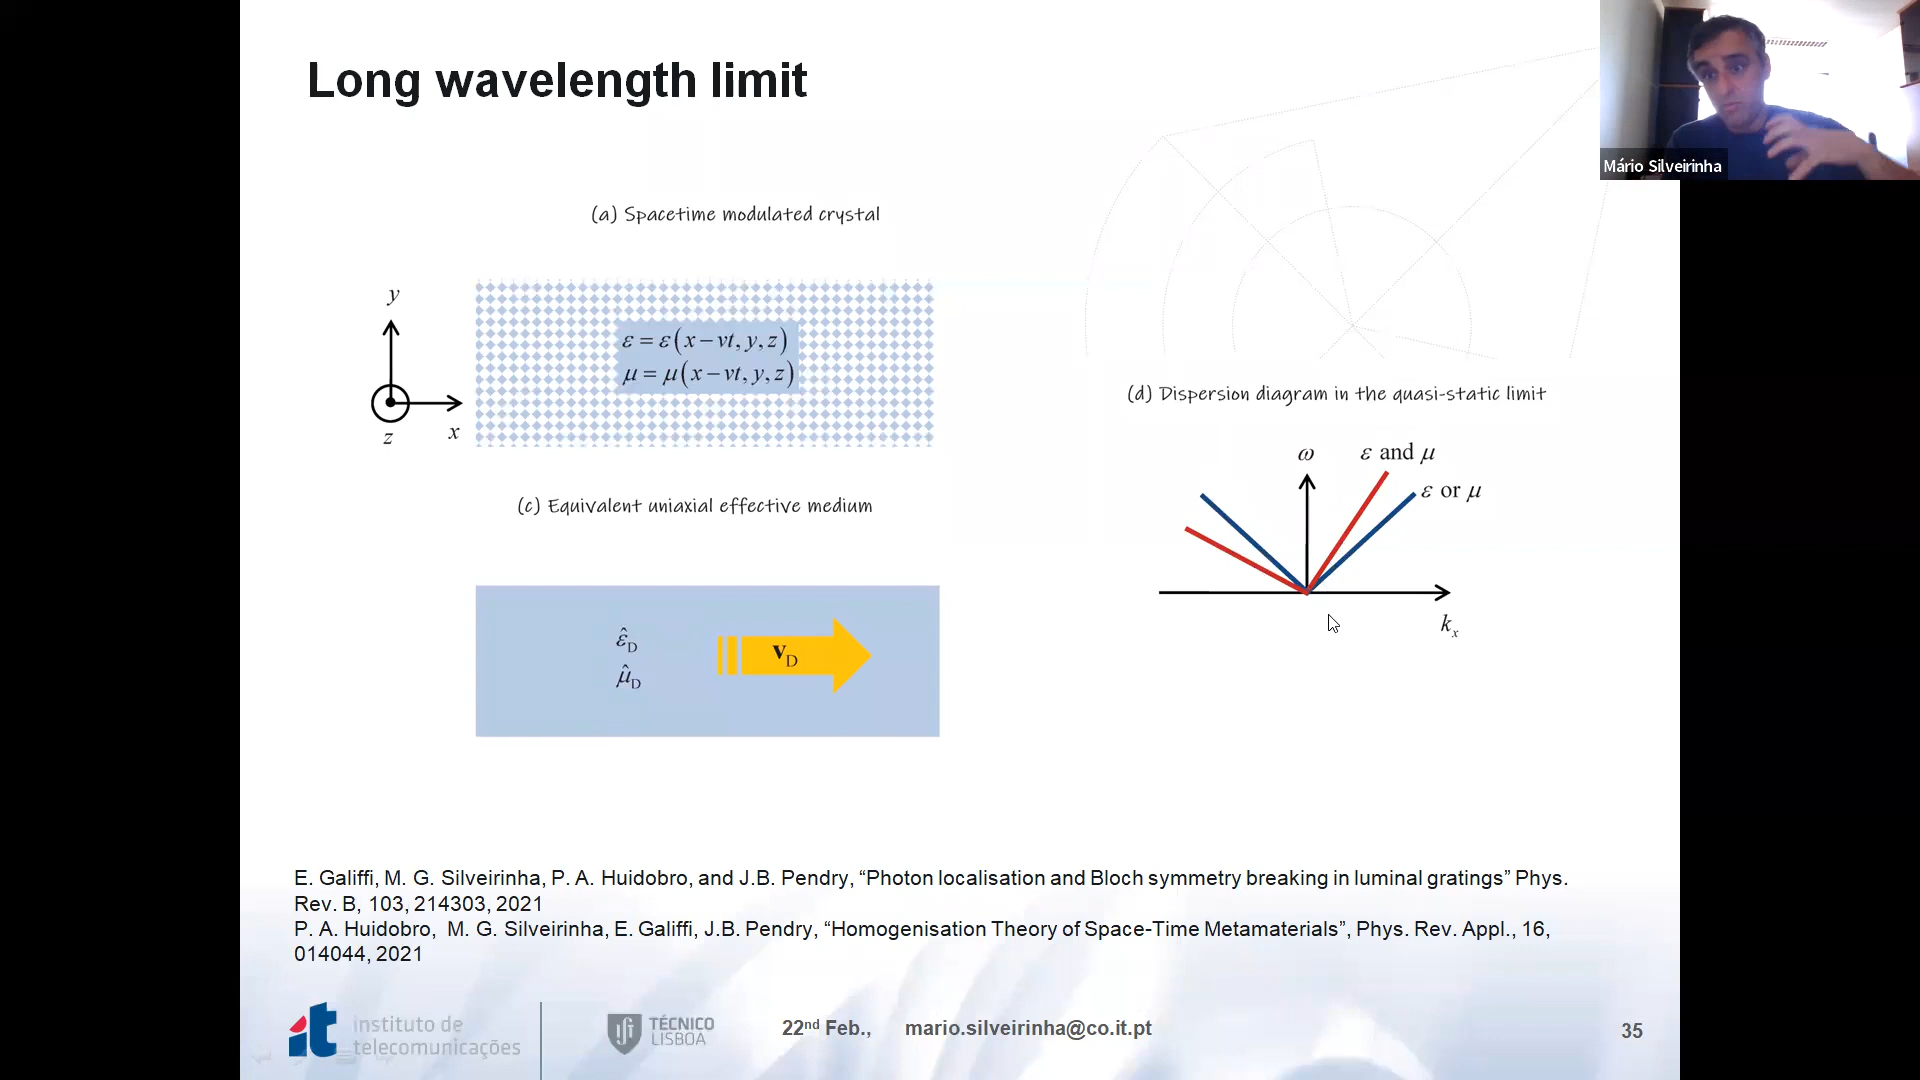 Long wavelength limit
Mário Silveirinha
(a) Spacetime modulated crystal
y
z
x
ε = ε(x−vt, y, z)
μ = μ(x−vt, y, z)
(c) Equivalent uniaxial effective medium
ε̂_D
μ̂_D
v_D
(d) Dispersion diagram in the quasi-static limit
ω
ε and μ
ε or μ
k_x
E. Galiffi, M. G. Silveirinha, P. A. Huidobro, and J.B. Pendry, “Photon localisation and Bloch symmetry breaking in luminal gratings” Phys.
Rev. B, 103, 214303, 2021
P. A. Huidobro,  M. G. Silveirinha, E. Galiffi, J.B. Pendry, “Homogenisation Theory of Space-Time Metamaterials”, Phys. Rev. Appl., 16,
014044, 2021
it instituto de
telecomunicações
TÉCNICO
LISBOA
22nd Feb., mario.silveirinha@co.it.pt
35